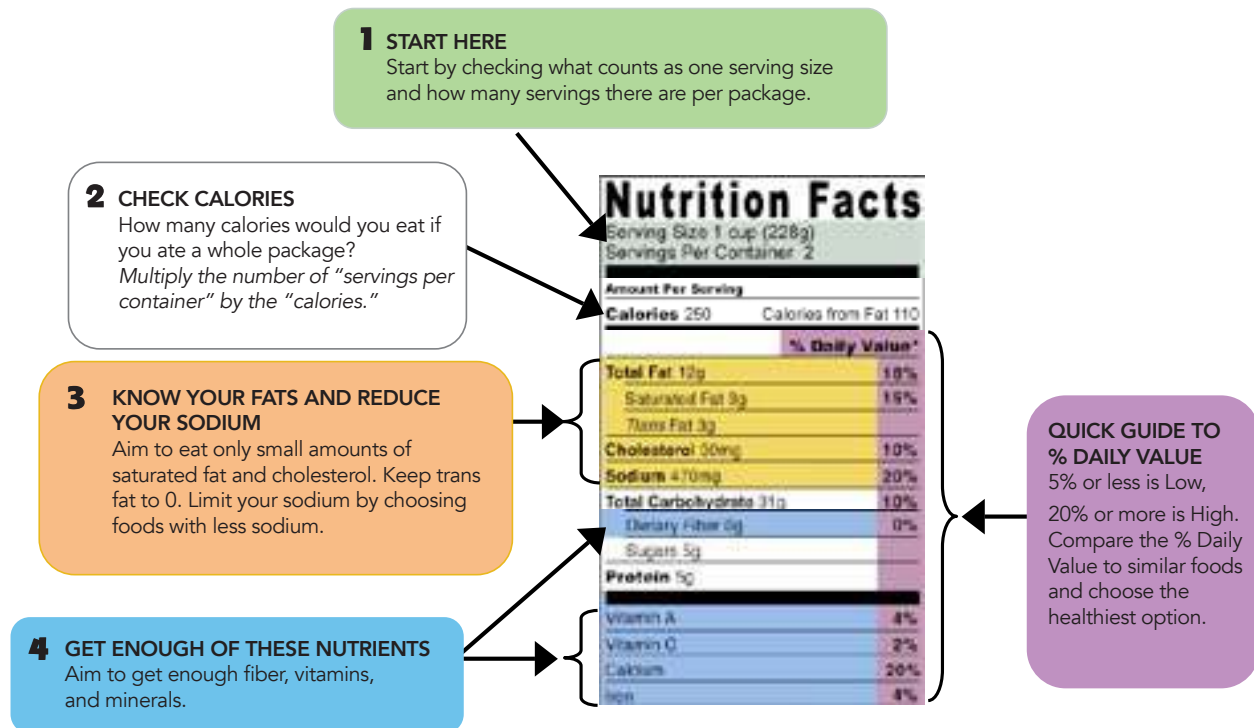 1 START HERE
Start by checking what counts as one serving size
and how many servings there are per package.
2 CHECK CALORIES
How many calories would you eat if
you ate a whole package?
Multiply the number of “servings per
container” by the “calories.”
3 KNOW YOUR FATS AND REDUCE
YOUR SODIUM
Aim to eat only small amounts of
saturated fat and cholesterol. Keep trans
fat to 0. Limit your sodium by choosing
foods with less sodium.
4 GET ENOUGH OF THESE NUTRIENTS
Aim to get enough fiber, vitamins,
and minerals.
Nutrition Facts
Serving Size 1 cup (228g)
Servings Per Container 2
Amount Per Serving
Calories 250 Calories from Fat 110
% Daily Value*
Total Fat 12g 18%
Saturated Fat 3g 15%
Trans Fat 3g
Cholesterol 30mg 10%
Sodium 470mg 20%
Total Carbohydrate 31g 10%
Dietary Fiber 0g 0%
Sugars 5g
Protein 5g
Vitamin A 4%
Vitamin C 2%
Calcium 20%
Iron 4%
QUICK GUIDE TO
% DAILY VALUE
5% or less is Low,
20% or more is High.
Compare the % Daily
Value to similar foods
and choose the
healthiest option.